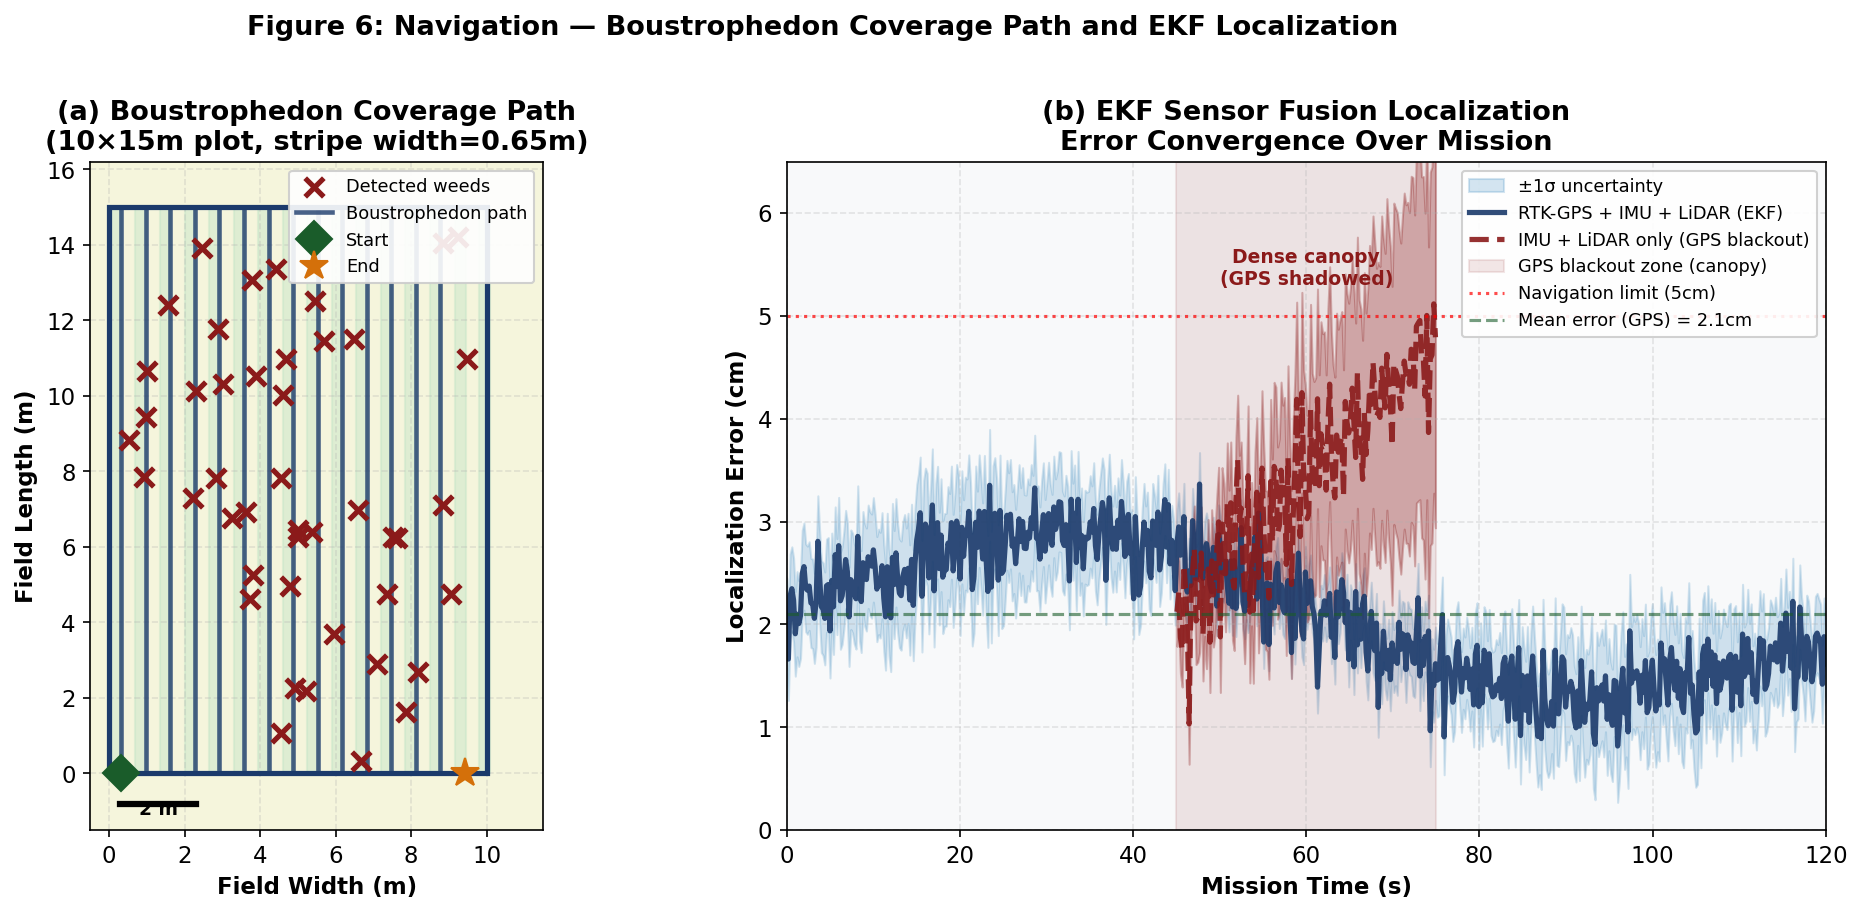 Figure 6: Navigation — Boustrophedon Coverage Path and EKF Localization
(a) Boustrophedon Coverage Path
(10×15m plot, stripe width=0.65m)
Field Length (m)
16
14
12
10
8
6
4
2
0
Detected weeds
Boustrophedon path
Start
End
2 m
0
2
4
6
8
10
Field Width (m)
(b) EKF Sensor Fusion Localization
Error Convergence Over Mission
Localization Error (cm)
6
5
4
3
2
1
0
Dense canopy
(GPS shadowed)
±1σ uncertainty
RTK-GPS + IMU + LiDAR (EKF)
IMU + LiDAR only (GPS blackout)
GPS blackout zone (canopy)
Navigation limit (5cm)
Mean error (GPS) = 2.1cm
0
20
40
60
80
100
120
Mission Time (s)